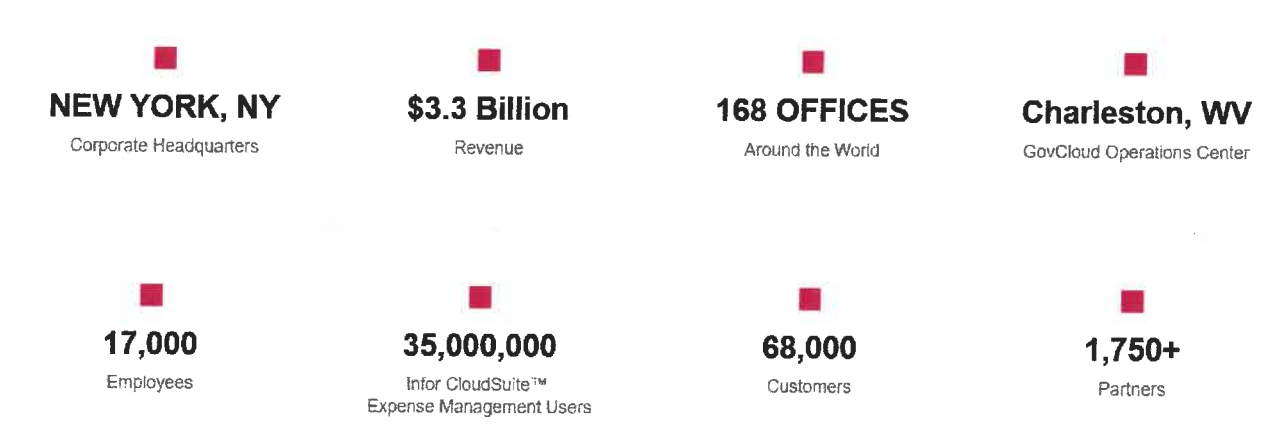 NEW YORK, NY
Corporate Headquarters
$3.3 Billion
Revenue
168 OFFICES
Around the World
Charleston, WV
GovCloud Operations Center
17,000
Employees
35,000,000
Infor CloudSuite™
Expense Management Users
68,000
Customers
1,750+
Partners